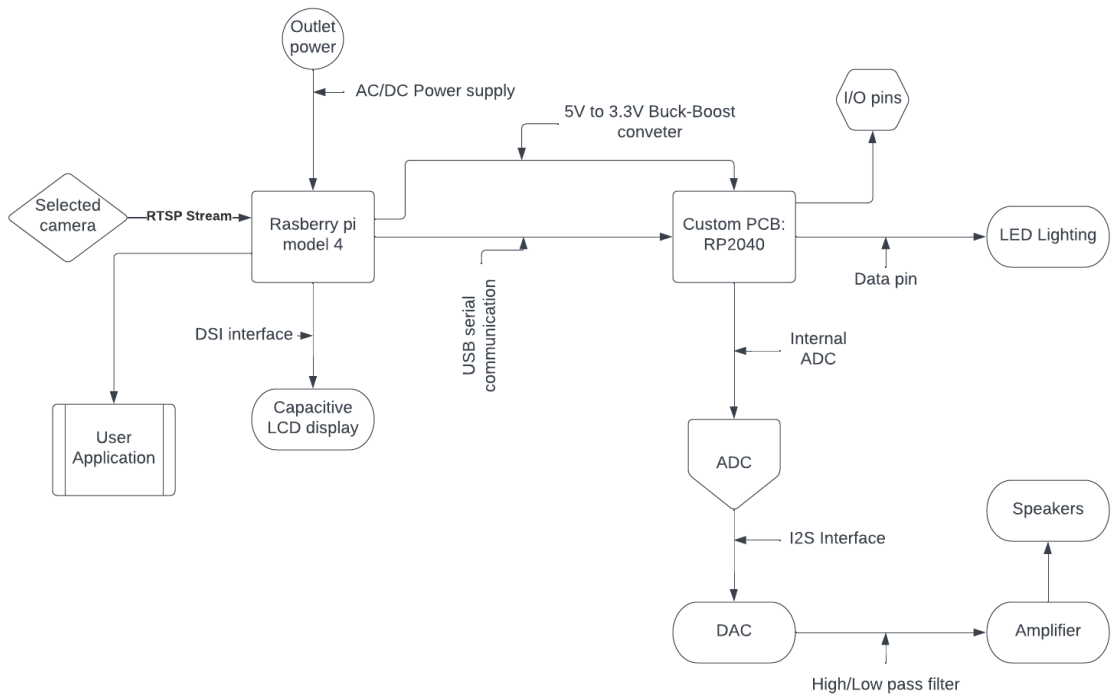 Outlet
power
AC/DC Power supply
5V to 3.3V Buck-Boost
conveter
I/O pins
Selected
camera
RTSP Stream
Rasberry pi
model 4
Custom PCB:
RP2040
LED Lighting
Data pin
DSI interface
USB serial
communication
Internal
ADC
Capacitive
LCD display
User
Application
ADC
Speakers
I2S Interface
DAC
Amplifier
High/Low pass filter